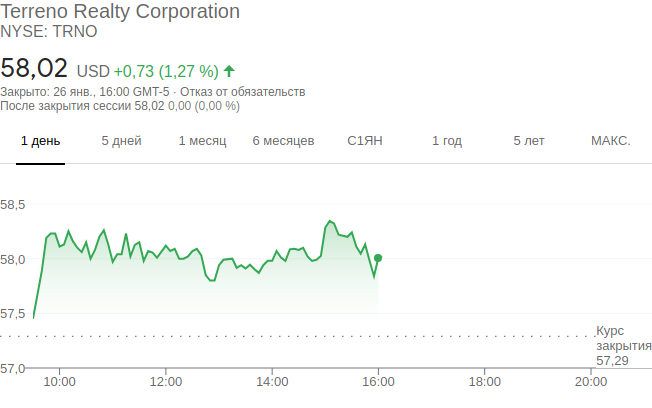 Terreno Realty Corporation
NYSE: TRNO
58,02 USD +0,73 (1,27 %)
Закрыто: 26 янв., 16:00 GMT-5 · Отказ от обязательств
После закрытия сессии 58,02 0,00 (0,00 %)
1 день 5 дней 1 месяц 6 месяцев С1ЯН 1 год 5 лет МАКС.
58,5
58,0
57,5
Курс
закрытия
57,29
57,0
10:00 12:00 14:00 16:00 18:00 20:00